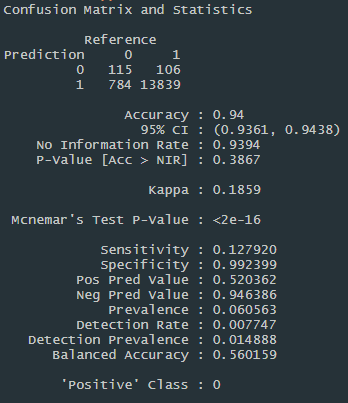 Confusion Matrix and Statistics
Reference
Prediction 0 1
0 115 106
1 784 13839
Accuracy : 0.94
95% CI : (0.9361, 0.9438)
No Information Rate : 0.9394
P-Value [Acc > NIR] : 0.3867
Kappa : 0.1859
Mcnemar's Test P-Value : <2e-16
Sensitivity : 0.127920
Specificity : 0.992399
Pos Pred Value : 0.520362
Neg Pred Value : 0.946386
Prevalence : 0.060563
Detection Rate : 0.007747
Detection Prevalence : 0.014888
Balanced Accuracy : 0.560159
'Positive' Class : 0